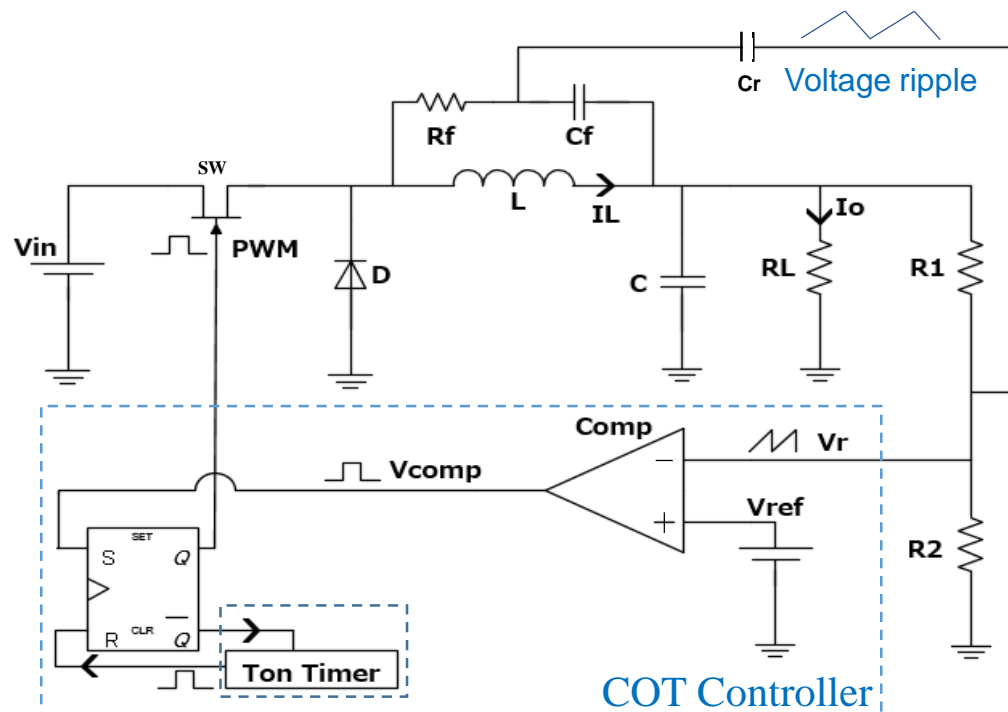 Cr
Voltage ripple
Rf
Cf
SW
L
IL
Io
Vin
PWM
D
C
RL
R1
Comp
Vcomp
−
Vr
+
Vref
R2
SET
S
Q
R
CLR
Q
Ton Timer
COT Controller